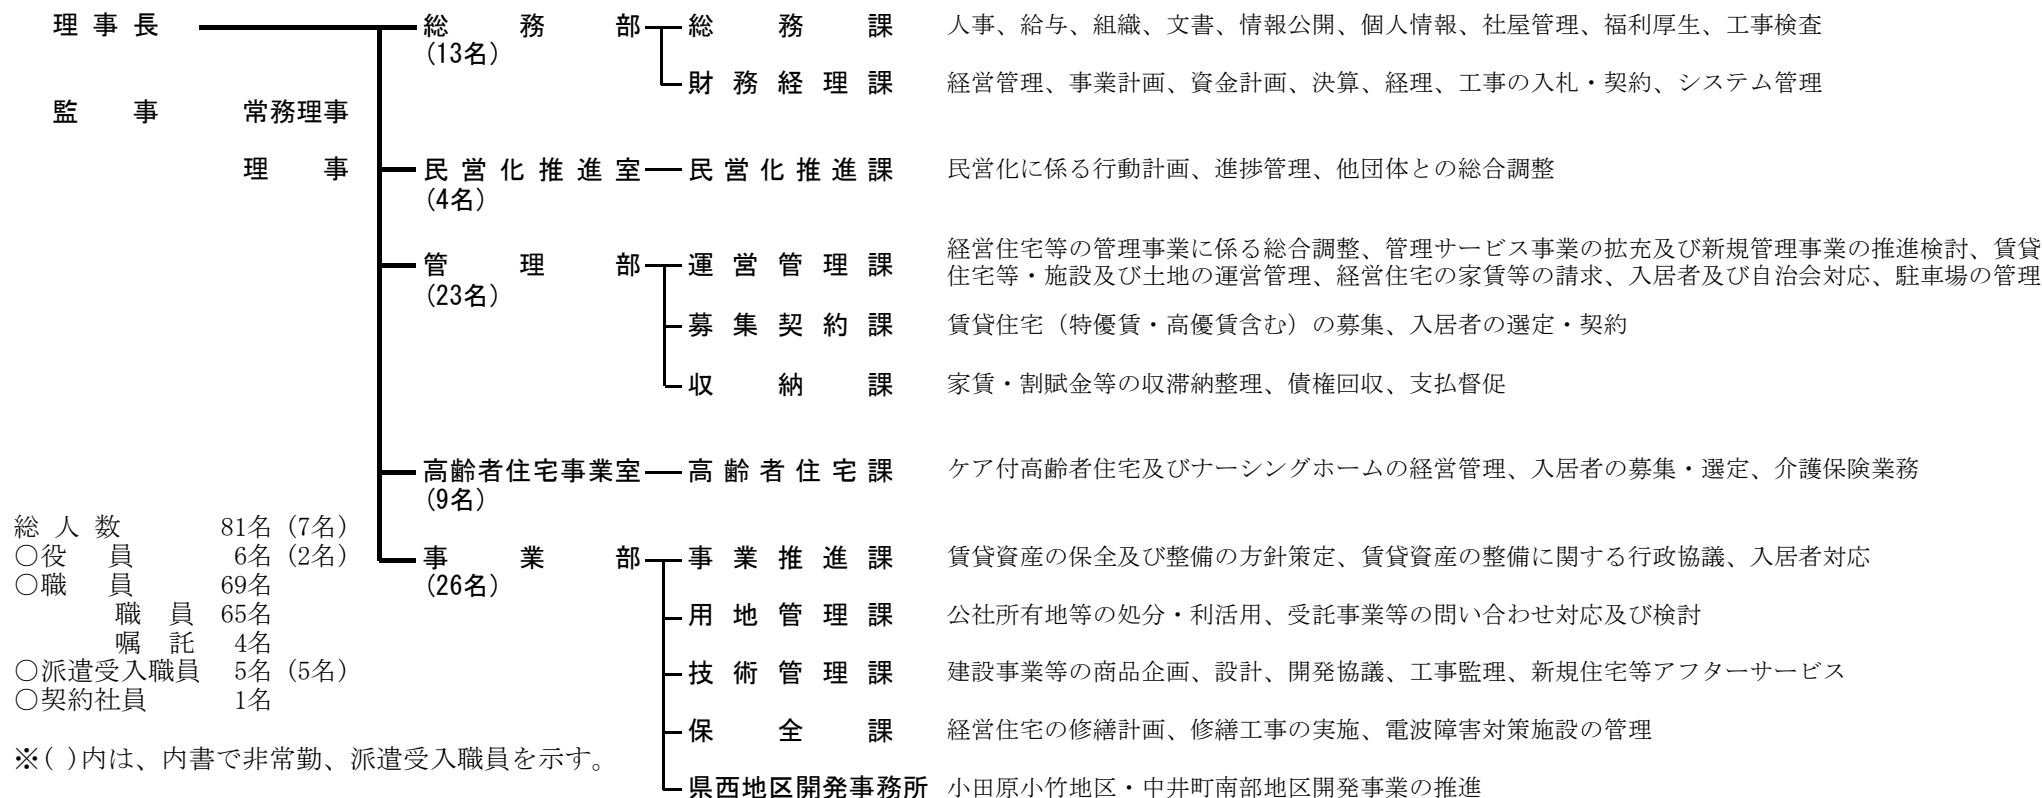 理事長 総務部 総務課 人事、給与、組織、文書、情報公開、個人情報、社屋管理、福利厚生、工事検査
(13名)
財務経理課 経営管理、事業計画、資金計画、決算、経理、工事の入札・契約、システム管理
監事 常務理事
理事 民営化推進室 民営化推進課 民営化に係る行動計画、進捗管理、他団体との総合調整
(4名)
管理部 運営管理課 経営住宅等の管理事業に係る総合調整、管理サービス事業の拡充及び新規管理事業の推進検討、賃貸
(23名) 住宅等・施設及び土地の運営管理、経営住宅の家賃等の請求、入居者及び自治会対応、駐車場の管理
募集契約課 賃貸住宅（特優賃・高優賃含む）の募集、入居者の選定・契約
収納課 家賃・割賦金等の収滞納整理、債権回収、支払督促
高齢者住宅事業室 高齢者住宅課 ケア付高齢者住宅及びナーシングホームの経営管理、入居者の募集・選定、介護保険業務
(9名)
事業部 事業推進課 賃貸資産の保全及び整備の方針策定、賃貸資産の整備に関する行政協議、入居者対応
(26名)
用地管理課 公社所有地等の処分・利活用、受託事業等の問い合わせ対応及び検討
技術管理課 建設事業等の商品企画、設計、開発協議、工事監理、新規住宅等アフターサービス
保全課 経営住宅の修繕計画、修繕工事の実施、電波障害対策施設の管理
県西地区開発事務所 小田原小竹地区・中井町南部地区開発事業の推進
総人数 81名 (7名)
○役員 6名 (2名)
○職員 69名
職員 65名
嘱託 4名
○派遣受入職員 5名 (5名)
○契約社員 1名
※( )内は、内書で非常勤、派遣受入職員を示す。